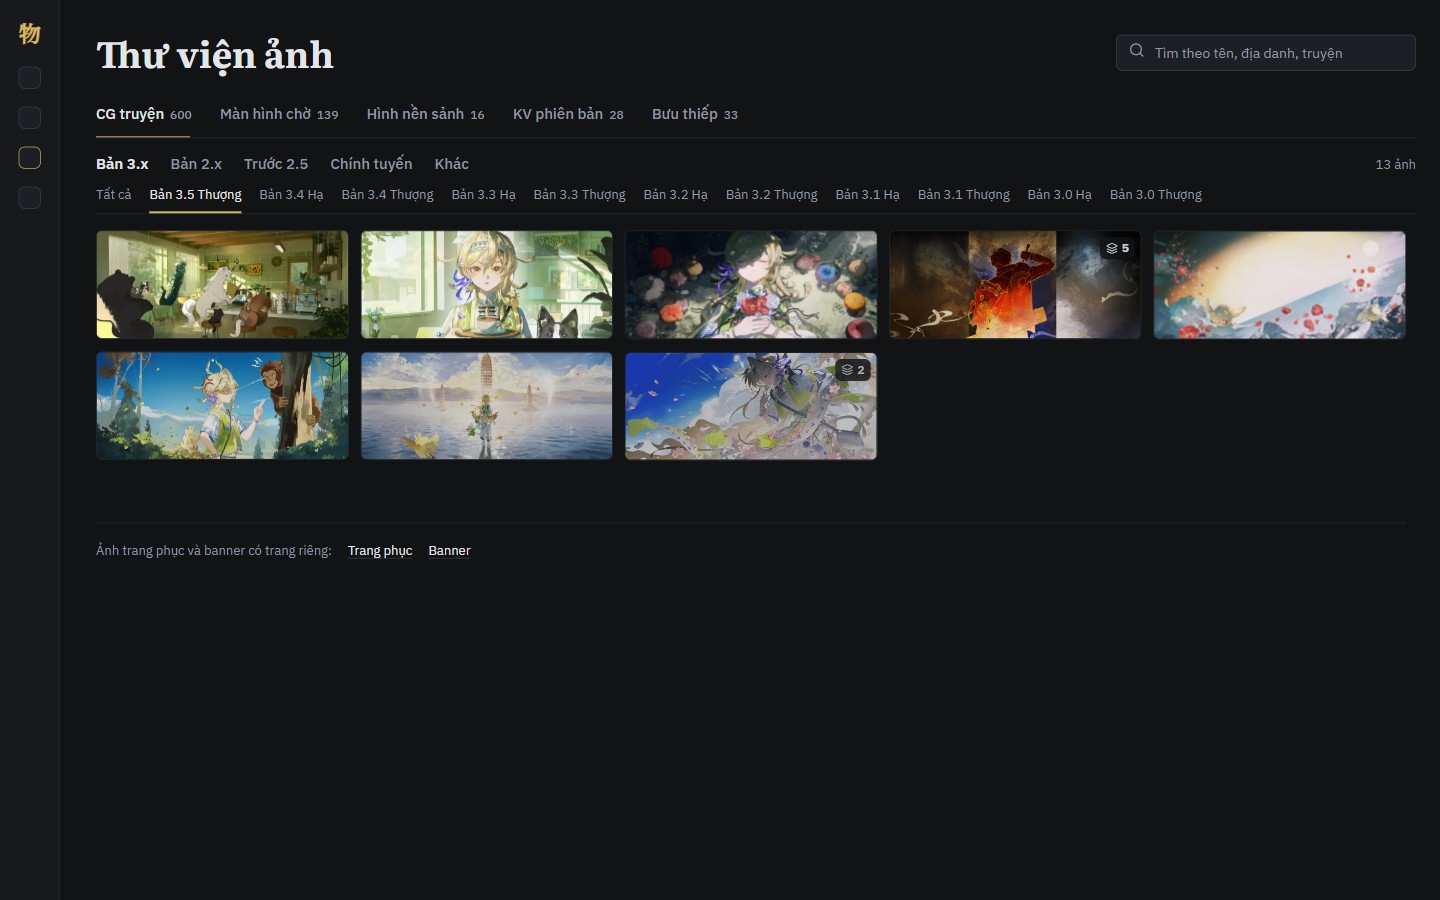 物
Thư viện ảnh
Tìm theo tên, địa danh, truyện
CG truyện 600 Màn hình chờ 139 Hình nền sảnh 16 KV phiên bản 28 Bưu thiếp 33
Bản 3.x Bản 2.x Trước 2.5 Chính tuyến Khác 13 ảnh
Tất cả Bản 3.5 Thượng Bản 3.4 Hạ Bản 3.4 Thượng Bản 3.3 Hạ Bản 3.3 Thượng Bản 3.2 Hạ Bản 3.2 Thượng Bản 3.1 Hạ Bản 3.1 Thượng Bản 3.0 Hạ Bản 3.0 Thượng
5
2
Ảnh trang phục và banner có trang riêng: Trang phục Banner